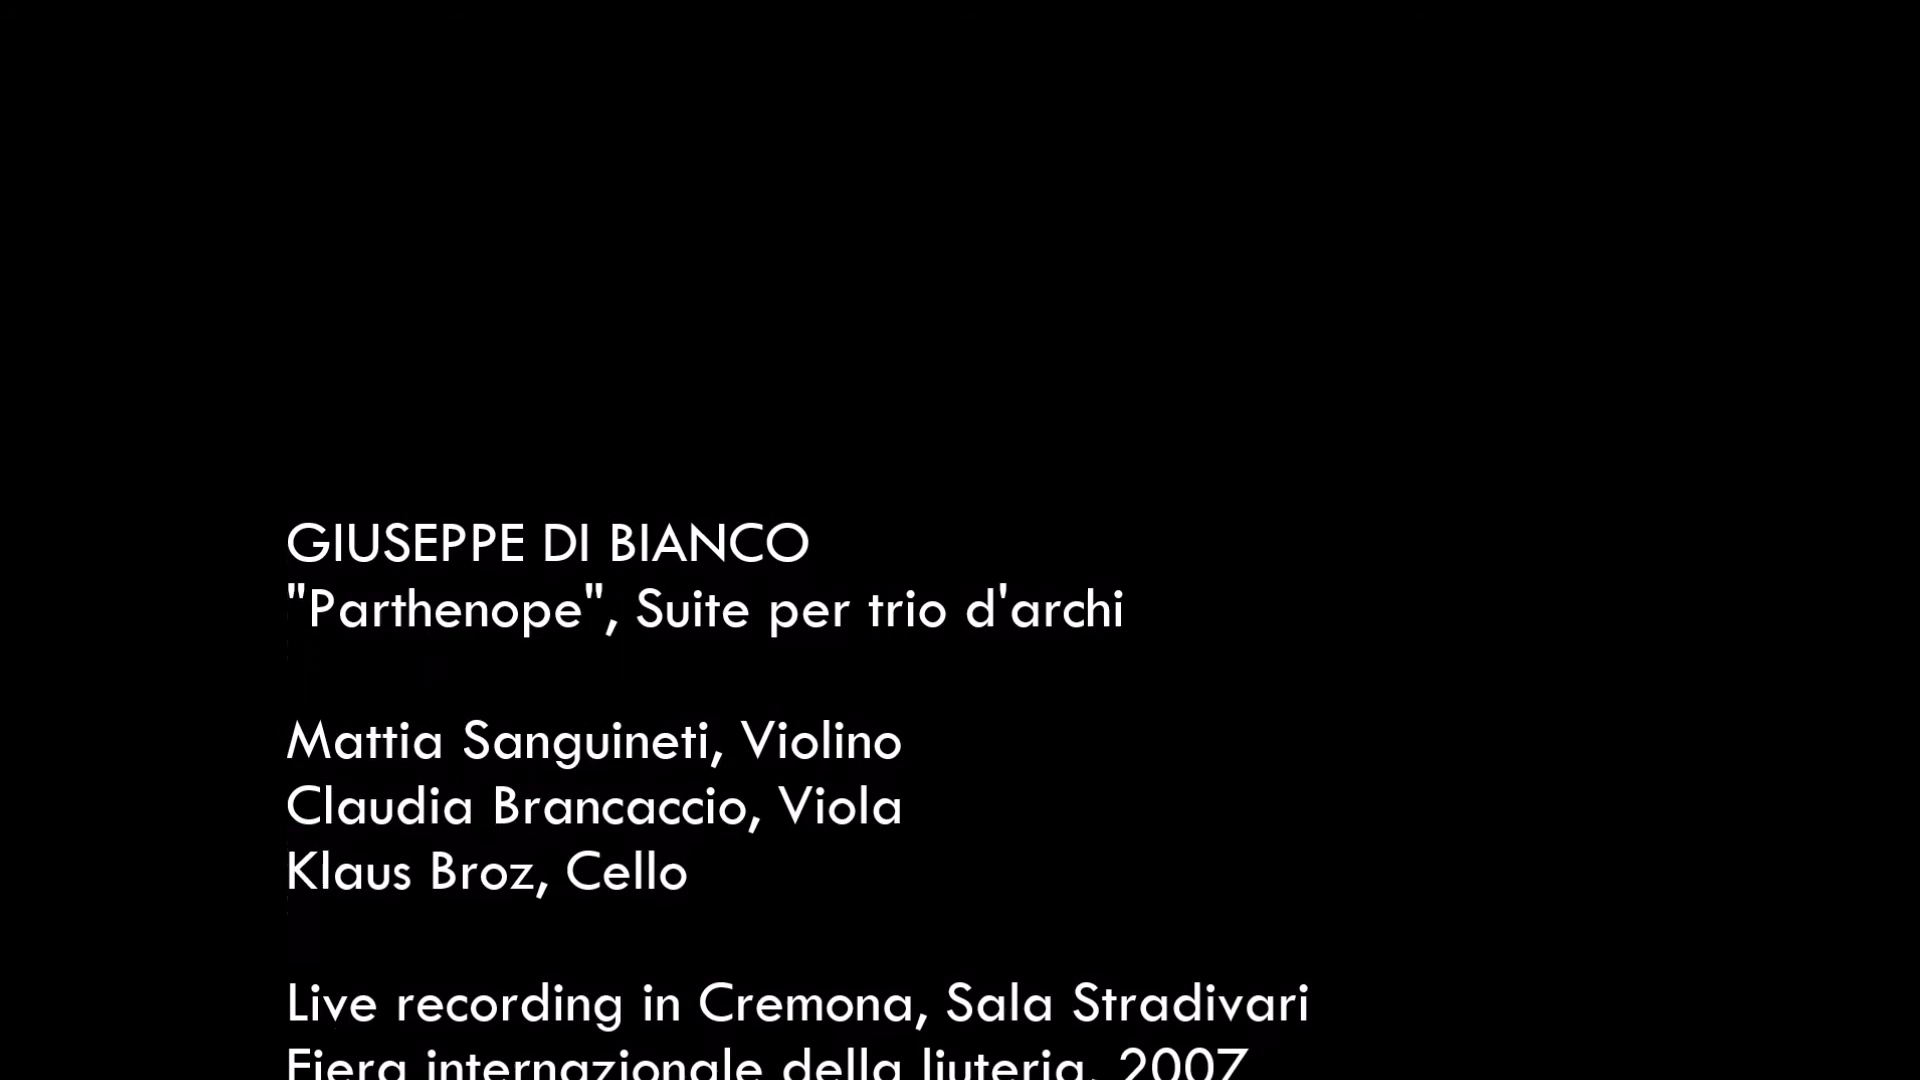 GIUSEPPE DI BIANCO
"Parthenope", Suite per trio d'archi
Mattia Sanguineti, Violino
Claudia Brancaccio, Viola
Klaus Broz, Cello
Live recording in Cremona, Sala Stradivari
Fiera internazionale della liuteria, 2007